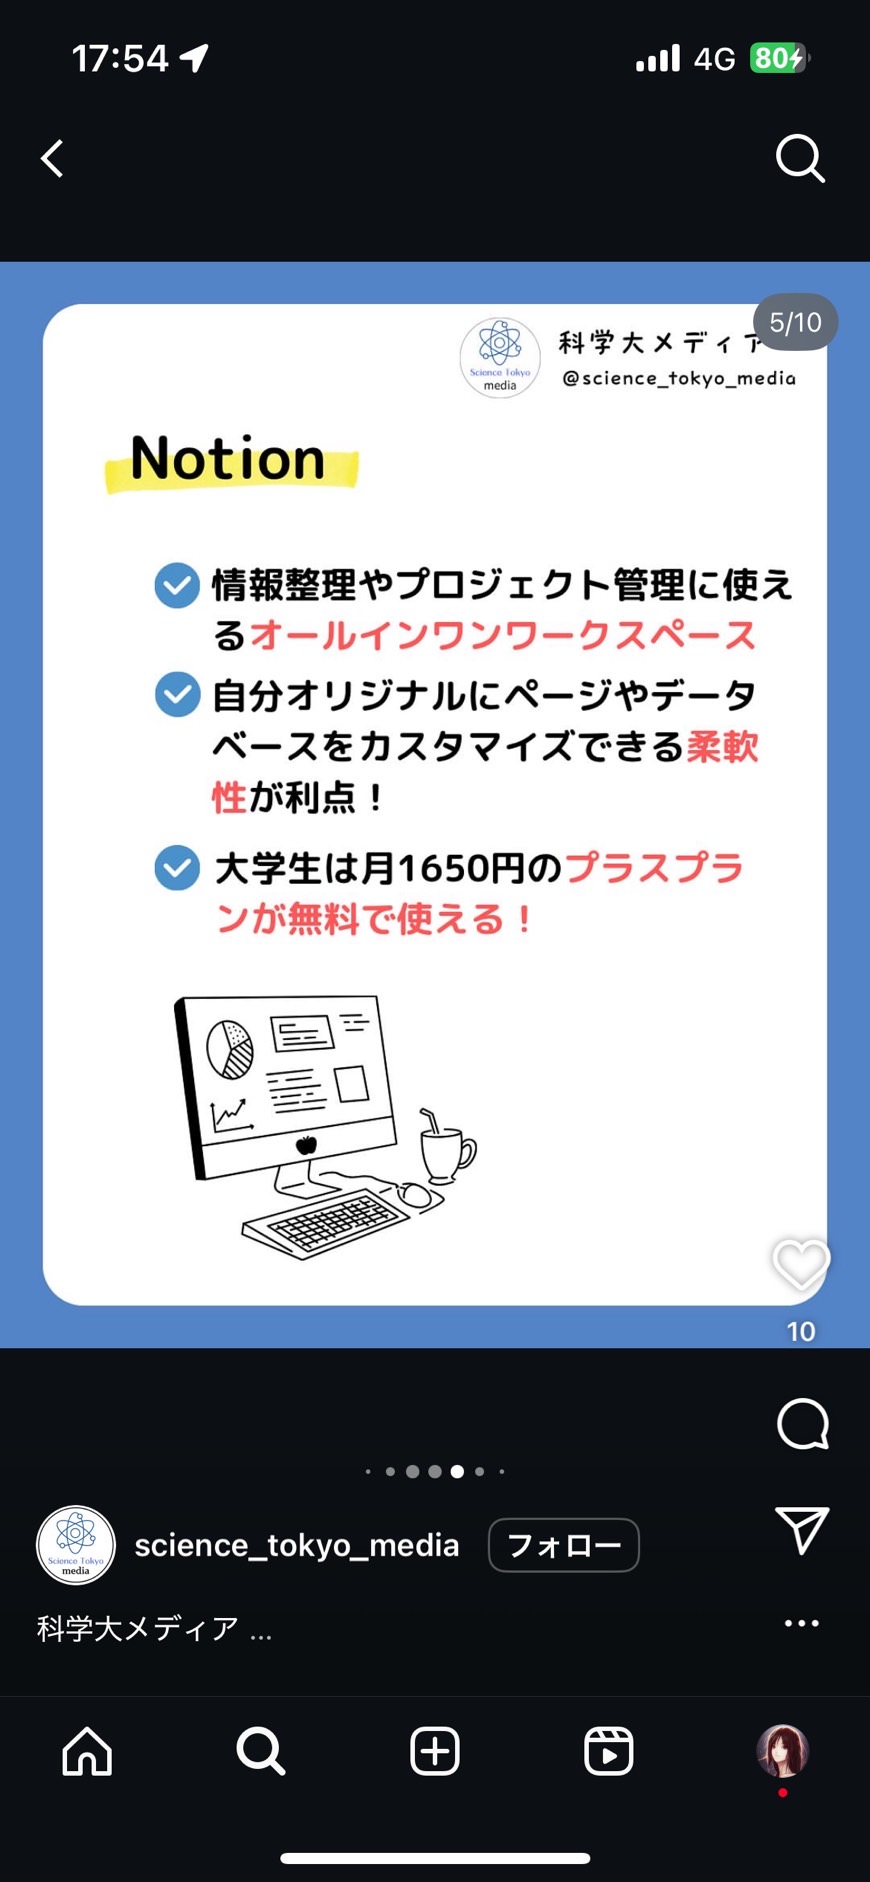 17:54
4G
80
5/10
Science Tokyo
media
科学大メディア
@science_tokyo_media
Notion
情報整理やプロジェクト管理に使え
るオールインワンワークスペース
自分オリジナルにページやデータ
ベースをカスタマイズできる柔軟
性が利点！
大学生は月1650円のプラスプラ
ンが無料で使える！
10
Science Tokyo
media
science_tokyo_media
フォロー
科学大メディア ...